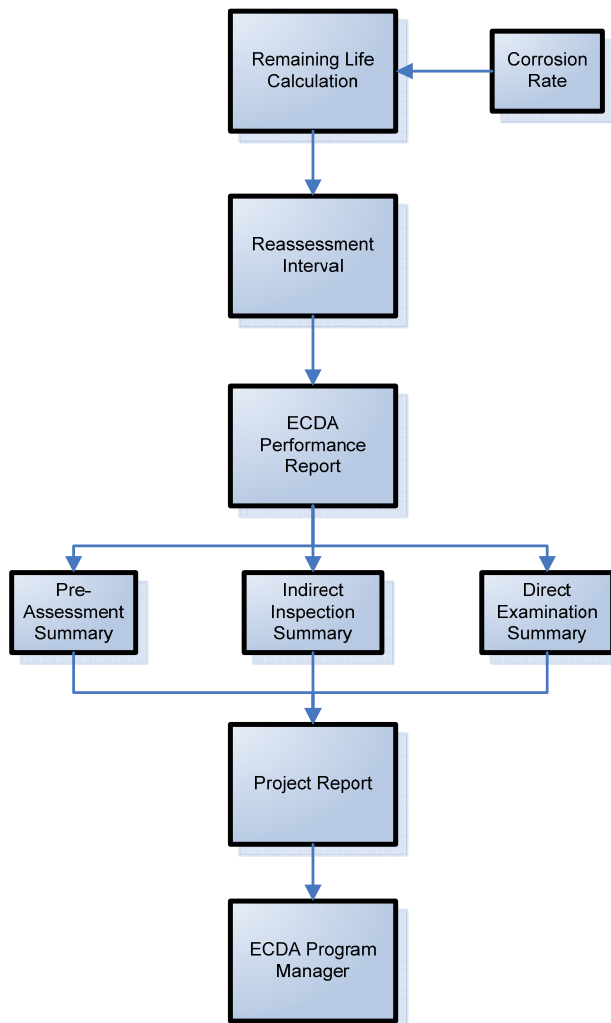 Remaining Life
Calculation
Corrosion
Rate
Reassessment
Interval
ECDA
Performance
Report
Pre-
Assessment
Summary
Indirect
Inspection
Summary
Direct
Examination
Summary
Project Report
ECDA Program
Manager